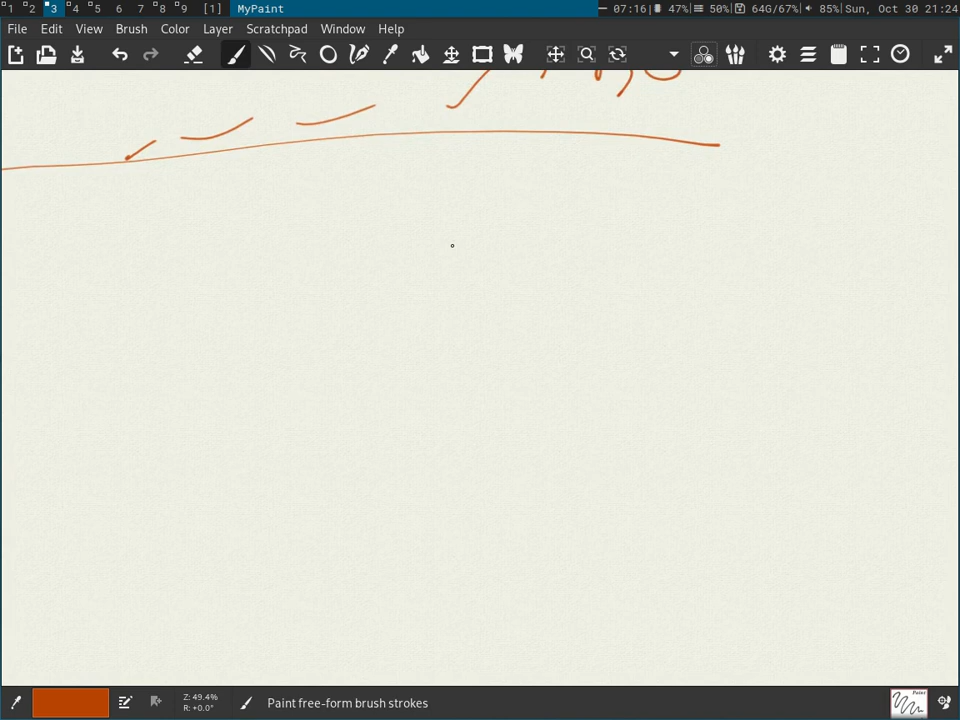 1 2 3 4 5 6 7 8 9 [1] MyPaint 07:16| 47%| 50%| 64G/67%| 85%| Sun, Oct 30 21:24
File Edit View Brush Color Layer Scratchpad Window Help
Z: 49.4%
R: +0.0°
Paint free-form brush strokes